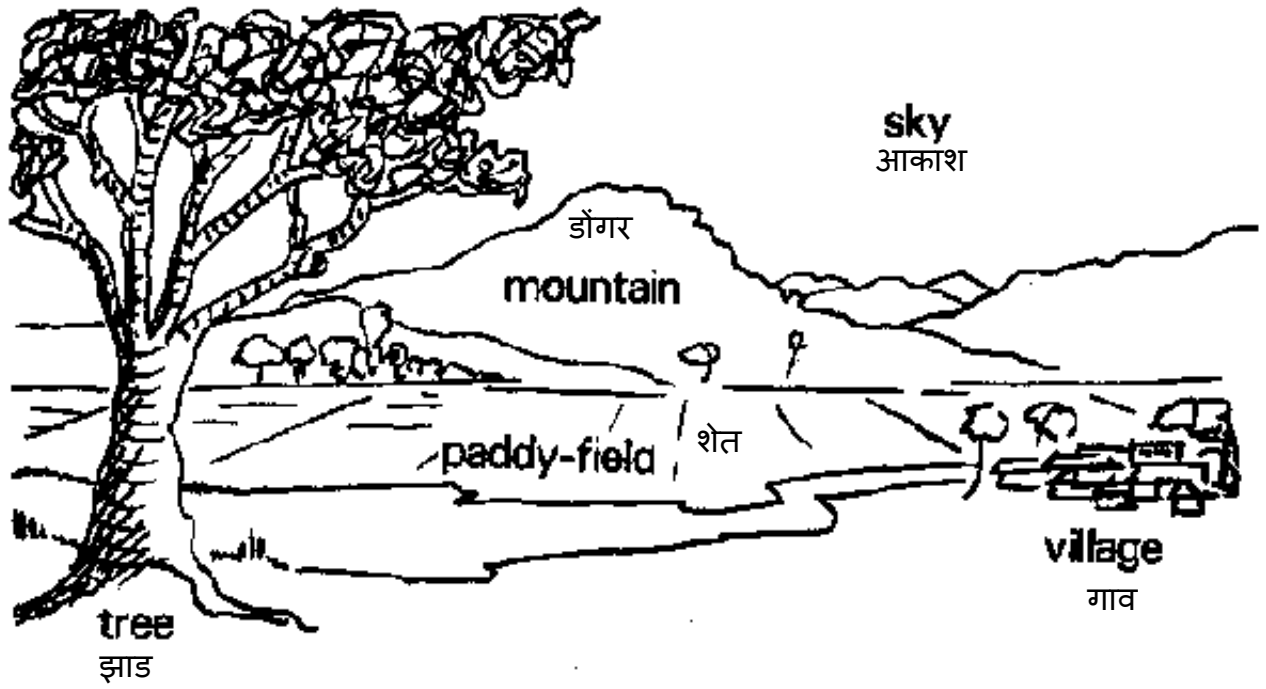 sky
आकाश
डोंगर
mountain
paddy-field
शेत
village
गाव
tree
झाड